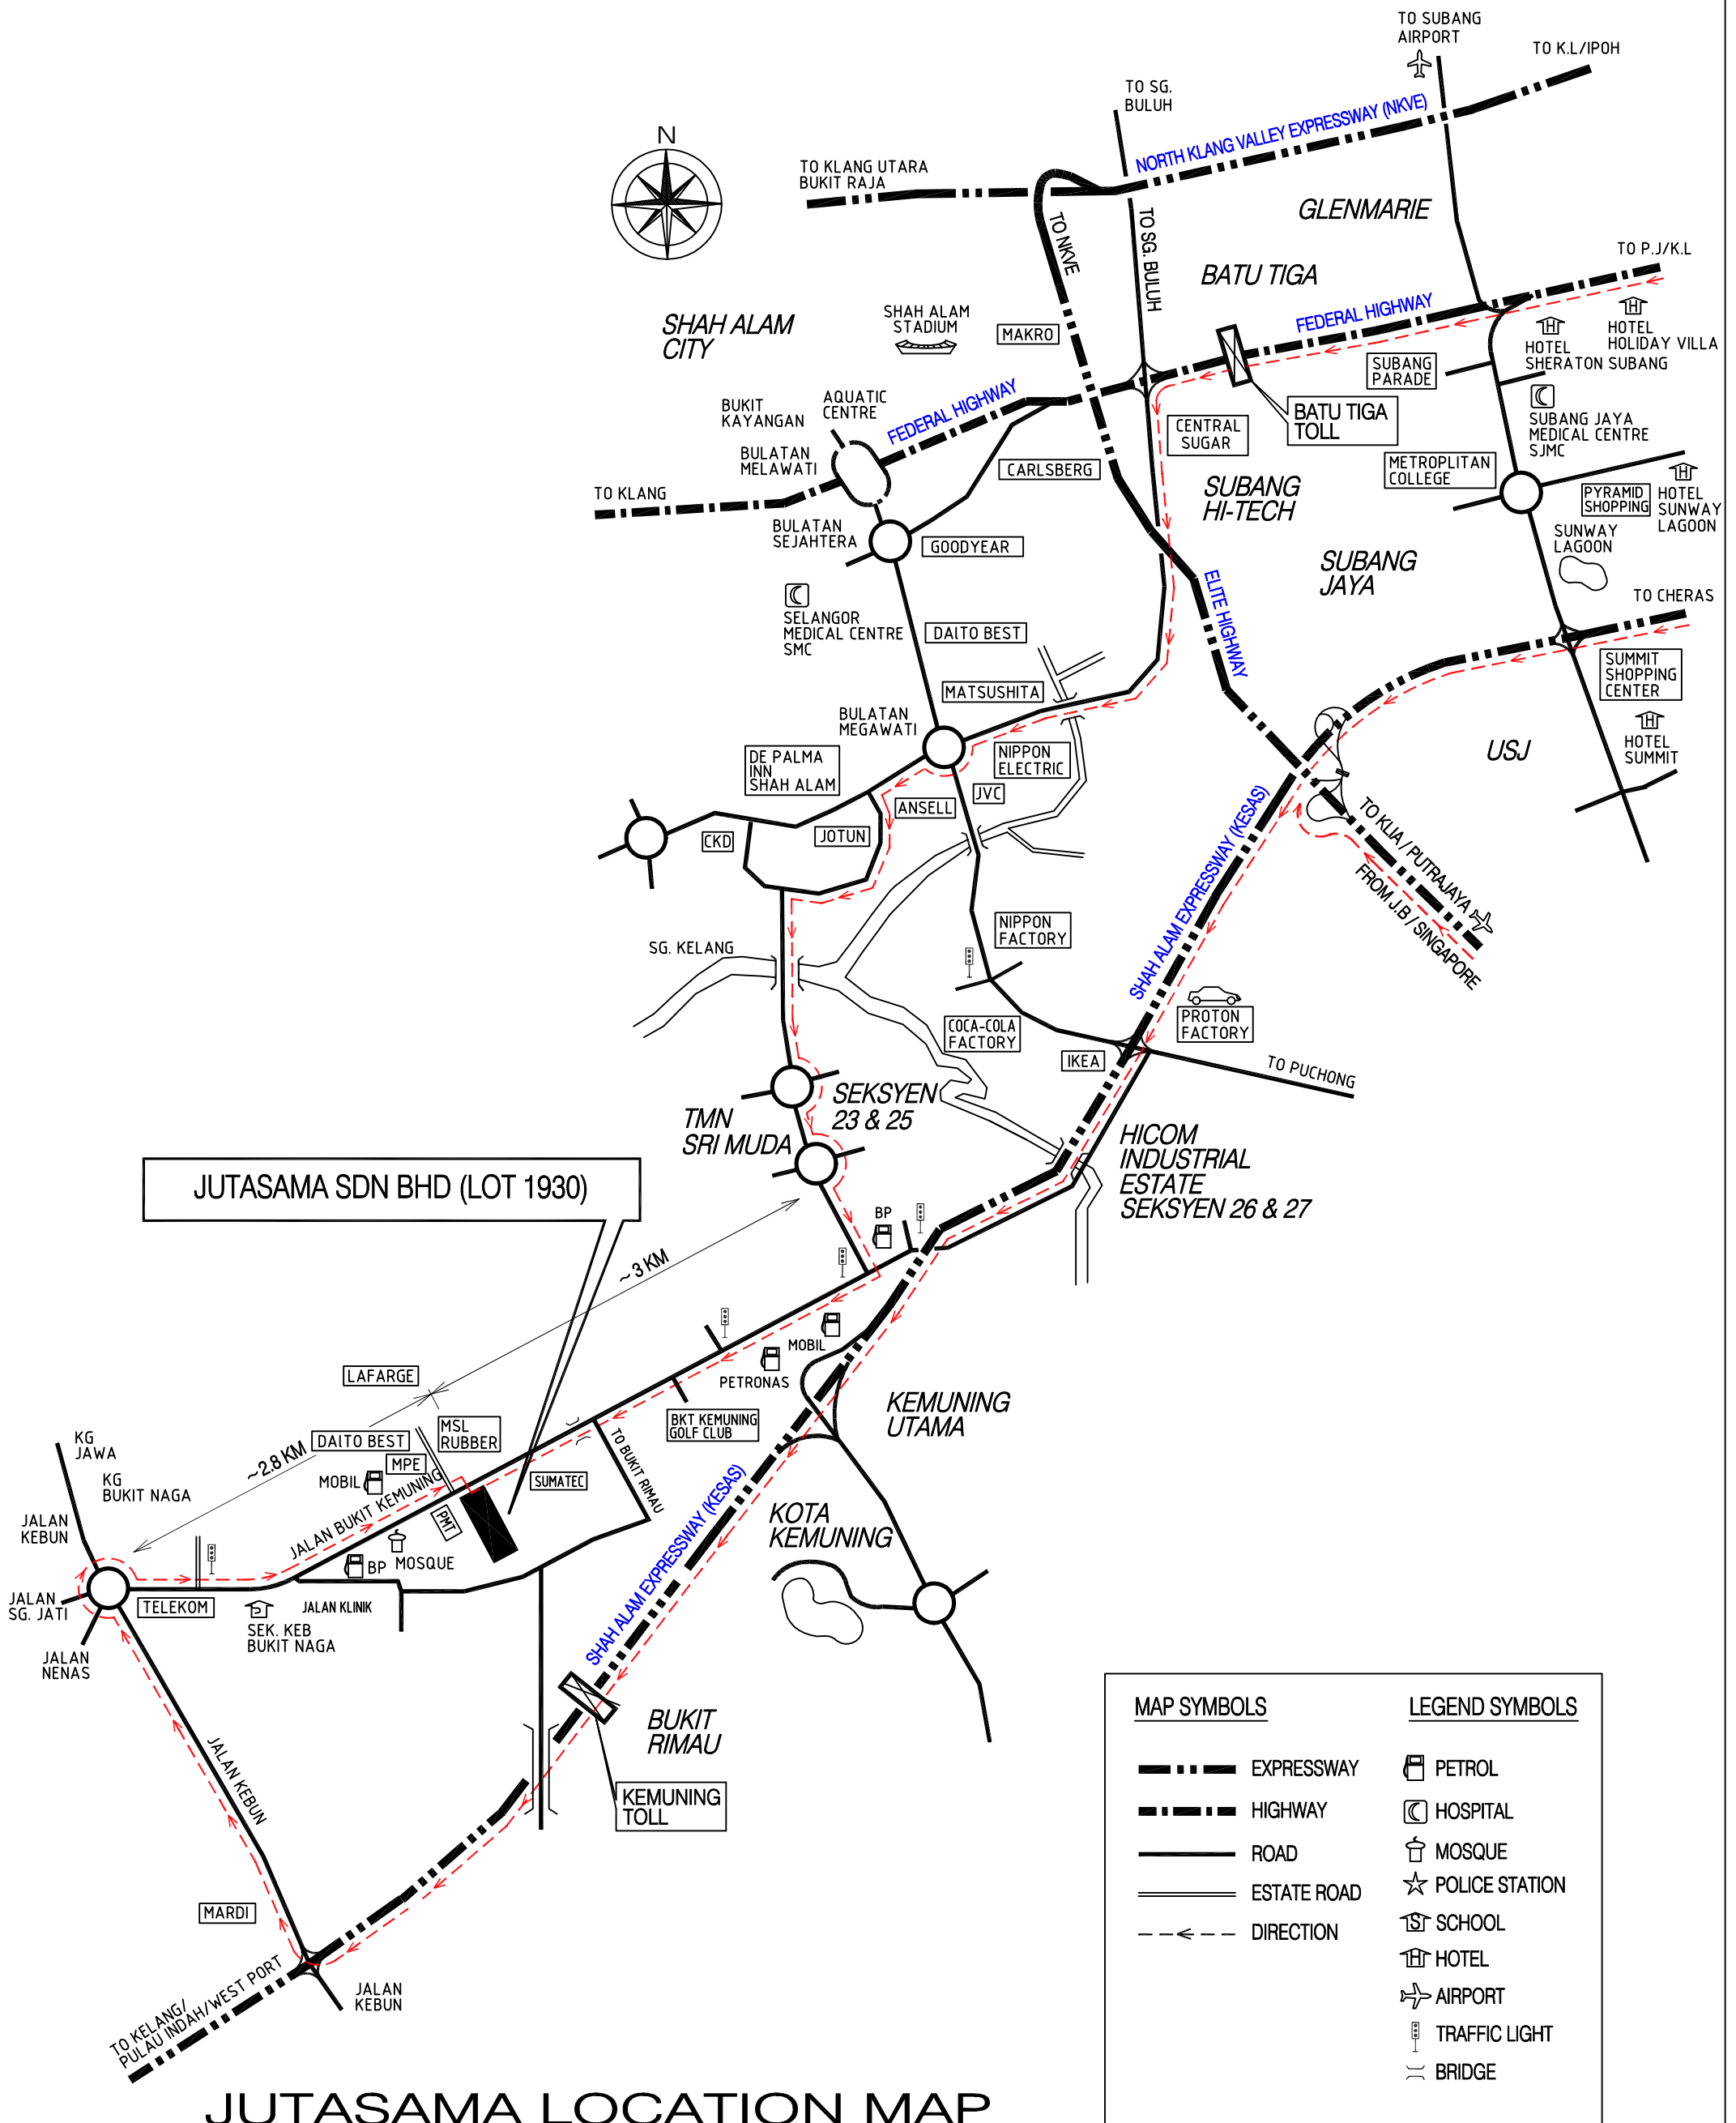 TO SUBANG
AIRPORT
TO K.L/IPOH
TO SG.
BULUH
NORTH KLANG VALLEY EXPRESSWAY (NKVE)
N
TO KLANG UTARA
BUKIT RAJA
GLENMARIE
TO NKVE
TO SG. BULUH
TO P.J/K.L
BATU TIGA
FEDERAL HIGHWAY
SHAH ALAM
CITY
SHAH ALAM
STADIUM
MAKRO
HOTEL
HOLIDAY VILLA
HOTEL
SHERATON SUBANG
SUBANG
PARADE
BUKIT
KAYANGAN
AQUATIC
CENTRE
FEDERAL HIGHWAY
BATU TIGA
TOLL
CENTRAL
SUGAR
SUBANG JAYA
MEDICAL CENTRE
SJMC
BULATAN
MELAWATI
CARLSBERG
METROPLITAN
COLLEGE
TO KLANG
SUBANG
HI-TECH
PYRAMID
SHOPPING
HOTEL
SUNWAY
LAGOON
BULATAN
SEJAHTERA
GOODYEAR
SUNWAY
LAGOON
SUBANG
JAYA
ELITE HIGHWAY
TO CHERAS
SELANGOR
MEDICAL CENTRE
SMC
DAITO BEST
SUMMIT
SHOPPING
CENTER
MATSUSHITA
BULATAN
MEGAWATI
HOTEL
SUMMIT
USJ
DE PALMA
INN
SHAH ALAM
NIPPON
ELECTRIC
JVC
ANSELL
CKD
JOTUN
TO KLIA / PUTRAJAYA
FROM J.B / SINGAPORE
SHAH ALAM EXPRESSWAY (KESAS)
SG. KELANG
NIPPON
FACTORY
COCA-COLA
FACTORY
PROTON
FACTORY
IKEA
TO PUCHONG
SEKSYEN
23 & 25
TMN
SRI MUDA
HICOM
INDUSTRIAL
ESTATE
SEKSYEN 26 & 27
JUTASAMA SDN BHD (LOT 1930)
BP
~ 3 KM
MOBIL
PETRONAS
LAFARGE
KEMUNING
UTAMA
BKT KEMUNING
GOLF CLUB
MSL
RUBBER
DAITO BEST
MPE
KG
JAWA
~2.8 KM
TO BUKIT RIMAU
KG
BUKIT NAGA
MOBIL
JALAN BUKIT KEMUNING
SUMATEC
PMT
JALAN
KEBUN
KOTA
KEMUNING
SHAH ALAM EXPRESSWAY (KESAS)
BP
MOSQUE
JALAN
SG. JATI
TELEKOM
JALAN KLINIK
SEK. KEB
BUKIT NAGA
JALAN
NENAS
BUKIT
RIMAU
JALAN KEBUN
KEMUNING
TOLL
MARDI
TO KELANG/
PULAU INDAH/WEST PORT
JALAN
KEBUN
JUTASAMA LOCATION MAP
MAP SYMBOLS
EXPRESSWAY
HIGHWAY
ROAD
ESTATE ROAD
DIRECTION
LEGEND SYMBOLS
PETROL
HOSPITAL
MOSQUE
POLICE STATION
S SCHOOL
H HOTEL
AIRPORT
TRAFFIC LIGHT
BRIDGE